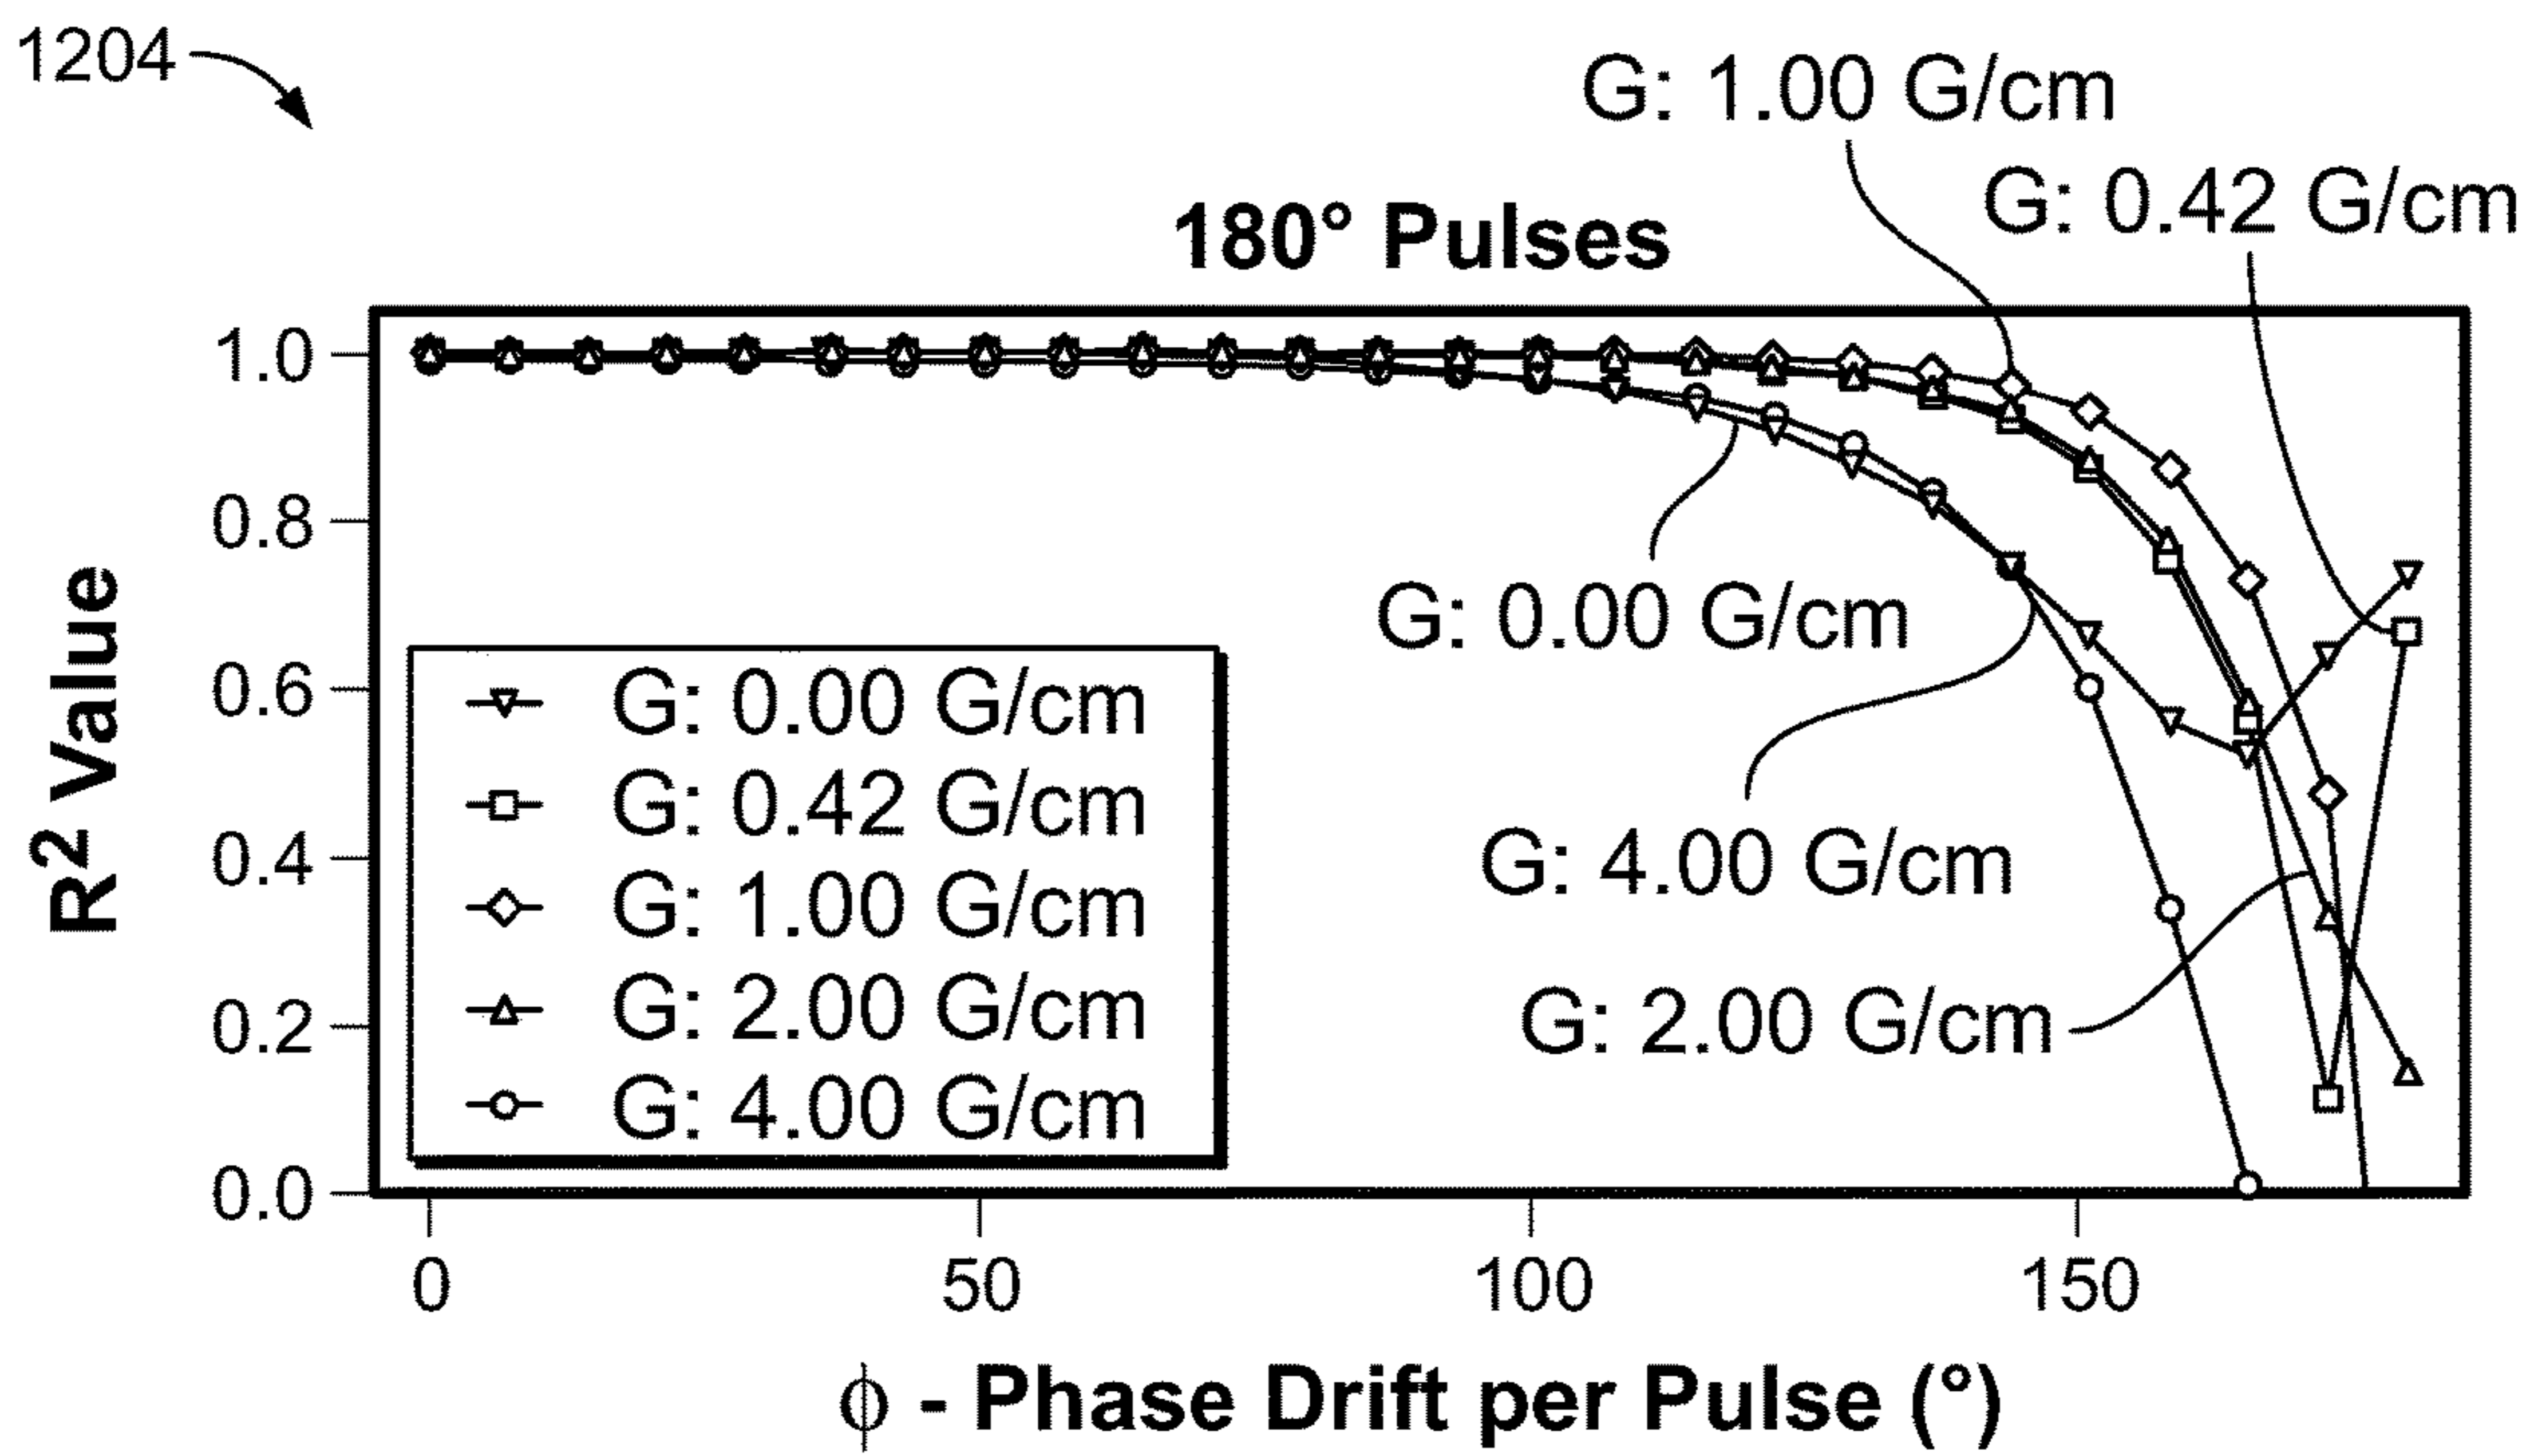 1204
G: 1.00 G/cm
G: 0.42 G/cm
180° Pulses
1.0
0.8
0.6
0.4
0.2
0.0
R² Value
G: 0.00 G/cm
G: 4.00 G/cm
G: 2.00 G/cm
G: 0.00 G/cm
G: 0.42 G/cm
G: 1.00 G/cm
G: 2.00 G/cm
G: 4.00 G/cm
0 50 100 150
ϕ - Phase Drift per Pulse (°)